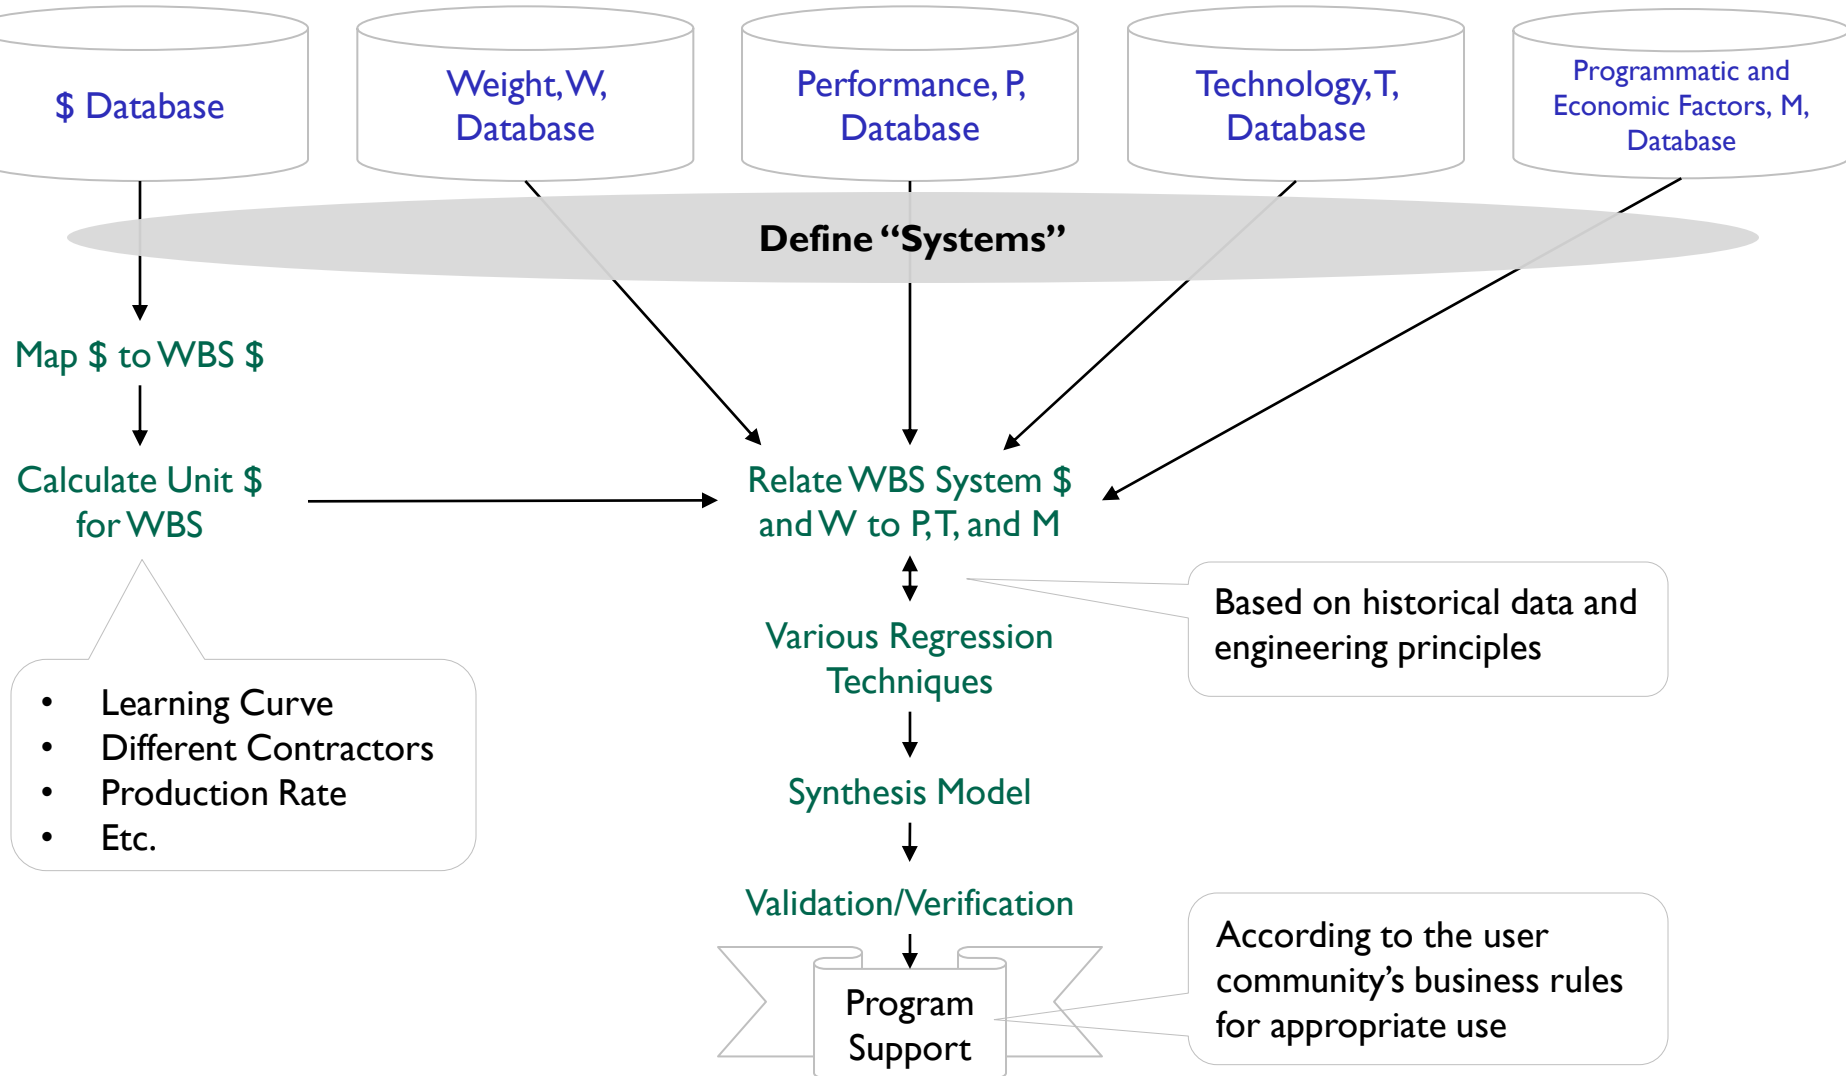 $ Database
Weight, W,
Database
Performance, P,
Database
Technology, T,
Database
Programmatic and
Economic Factors, M,
Database
Define “Systems”
Map $ to WBS $
Calculate Unit $
for WBS
Relate WBS System $
and W to P, T, and M
Based on historical data and
engineering principles
Various Regression
Techniques
• Learning Curve
• Different Contractors
• Production Rate
• Etc.
Synthesis Model
Validation/Verification
According to the user
community’s business rules
for appropriate use
Program
Support